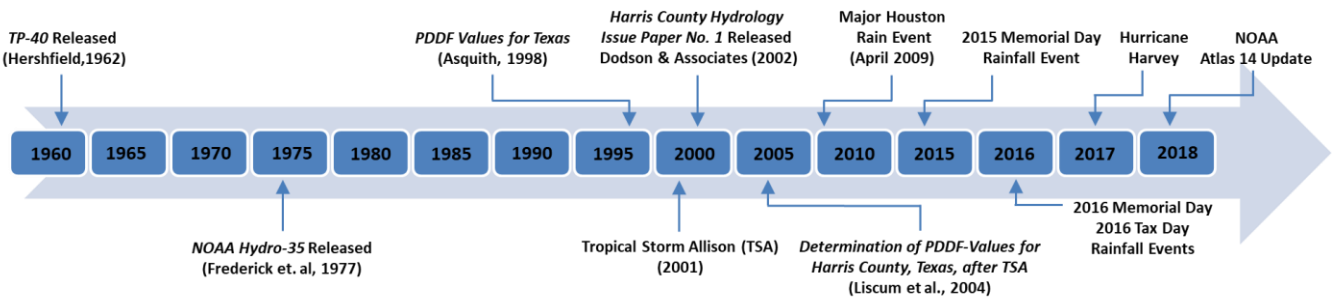 TP-40 Released
(Hershfield,1962)
PDDF Values for Texas
(Asquith, 1998)
Harris County Hydrology
Issue Paper No. 1 Released
Dodson & Associates (2002)
Major Houston
Rain Event
(April 2009)
2015 Memorial Day
Rainfall Event
Hurricane
Harvey
NOAA
Atlas 14 Update
1960 1965 1970 1975 1980 1985 1990 1995 2000 2005 2010 2015 2016 2017 2018
NOAA Hydro-35 Released
(Frederick et. al, 1977)
Tropical Storm Allison (TSA)
(2001)
Determination of PDDF-Values for
Harris County, Texas, after TSA
(Liscum et al., 2004)
2016 Memorial Day
2016 Tax Day
Rainfall Events